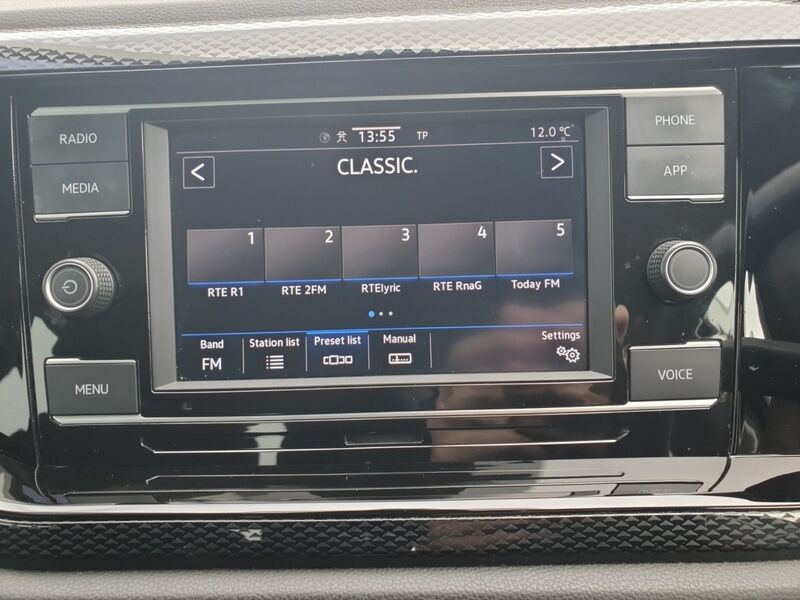 RADIO
MEDIA
MENU
13:55 TP 12.0 °C
<
CLASSIC.
>
1 2 3 4 5
RTE R1 RTE 2FM RTElyric RTE RnaG Today FM
Band Station list Preset list Manual Settings
FM
PHONE
APP
VOICE